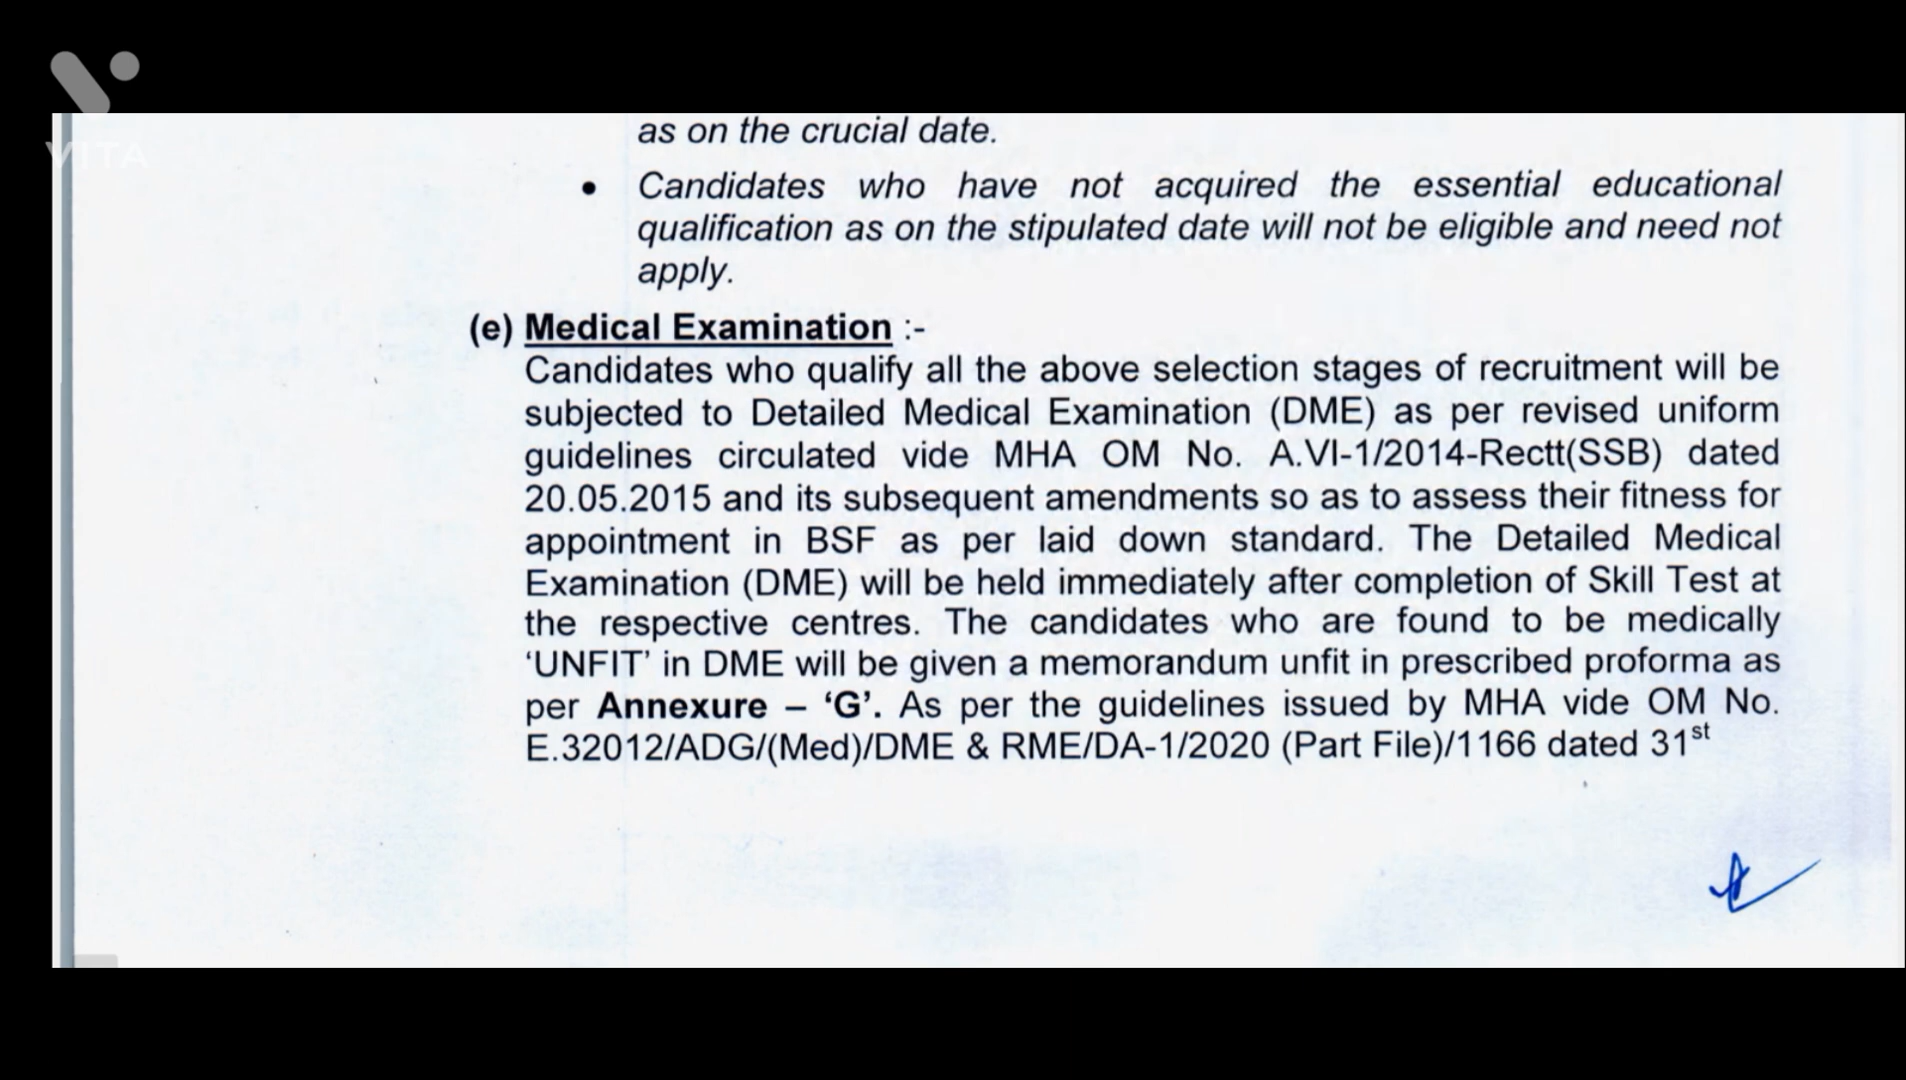 VITA
as on the crucial date.
• Candidates who have not acquired the essential educational
qualification as on the stipulated date will not be eligible and need not
apply.
(e) Medical Examination :-
Candidates who qualify all the above selection stages of recruitment will be
subjected to Detailed Medical Examination (DME) as per revised uniform
guidelines circulated vide MHA OM No. A.VI-1/2014-Rectt(SSB) dated
20.05.2015 and its subsequent amendments so as to assess their fitness for
appointment in BSF as per laid down standard. The Detailed Medical
Examination (DME) will be held immediately after completion of Skill Test at
the respective centres. The candidates who are found to be medically
‘UNFIT’ in DME will be given a memorandum unfit in prescribed proforma as
per Annexure – ‘G’. As per the guidelines issued by MHA vide OM No.
E.32012/ADG/(Med)/DME & RME/DA-1/2020 (Part File)/1166 dated 31st